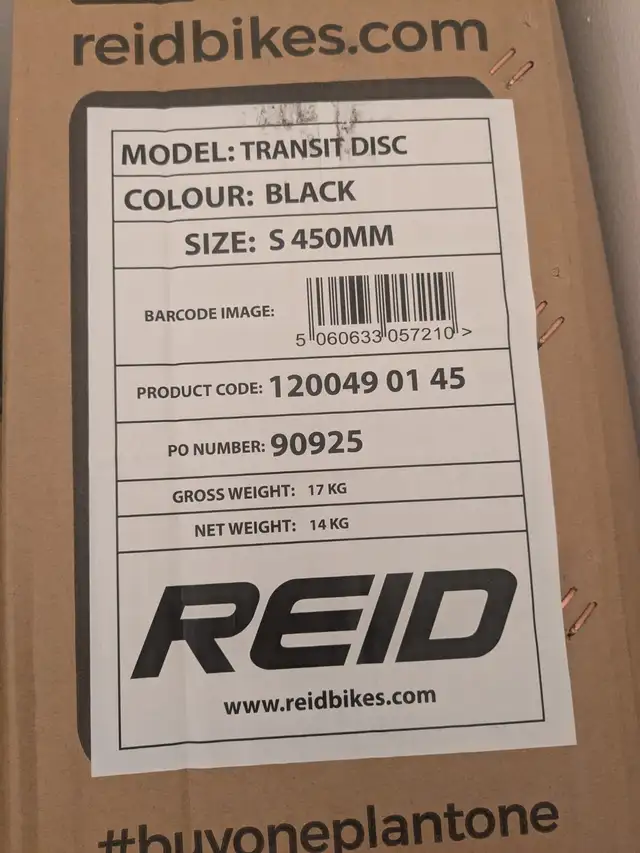 reidbikes.com
MODEL: TRANSIT DISC
COLOUR: BLACK
SIZE: S 450MM
BARCODE IMAGE:
5 060633 057210 >
PRODUCT CODE: 120049 01 45
PO NUMBER: 90925
GROSS WEIGHT: 17 KG
NET WEIGHT: 14 KG
REID
www.reidbikes.com
#buyoneplantone